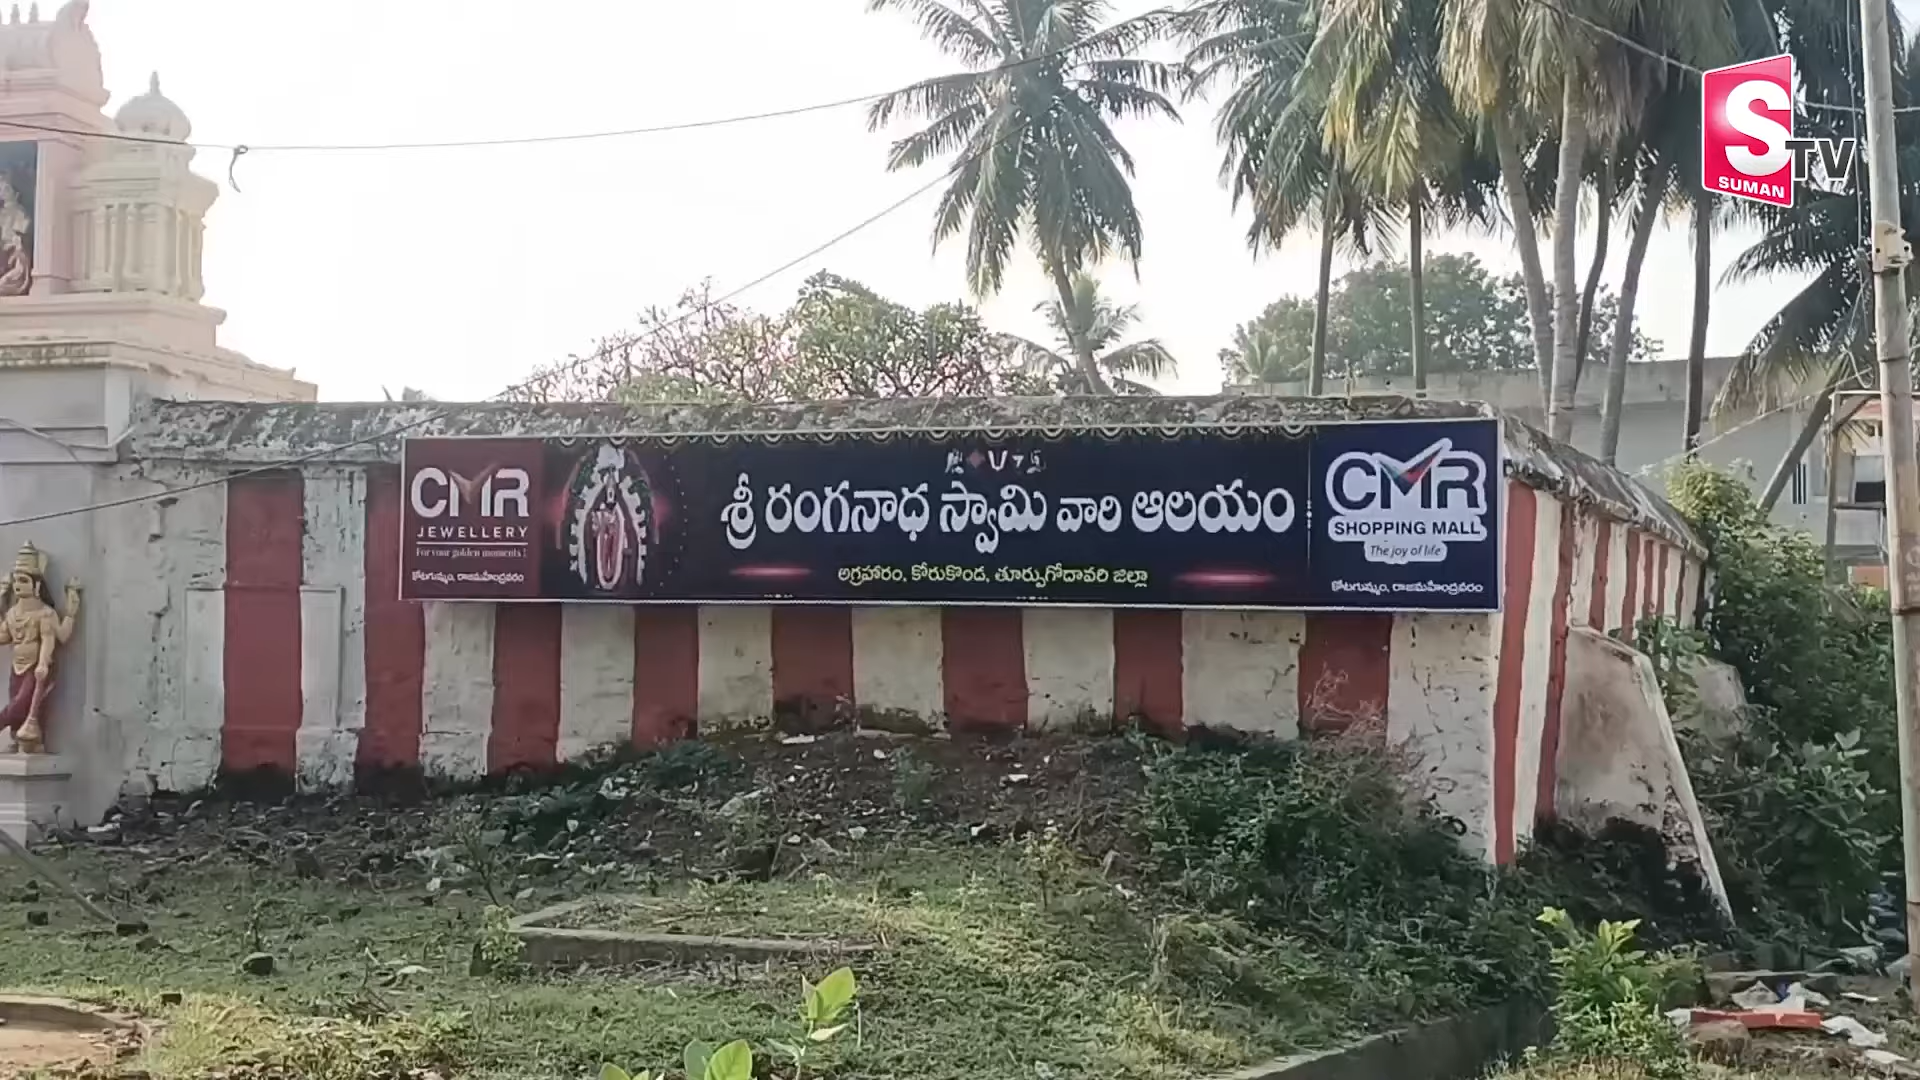 S
TV
SUMAN
CMR
JEWELLERY
For your golden moments !
కోటగుమ్మం, రాజమహేంద్రవరం
శ్రీ రంగనాధ స్వామి వారి ఆలయం
అగ్రహారం, కోరుకొండ, తూర్పుగోదావరి జిల్లా
CMR
SHOPPING MALL
The joy of life
కోటగుమ్మం, రాజమహేంద్రవరం